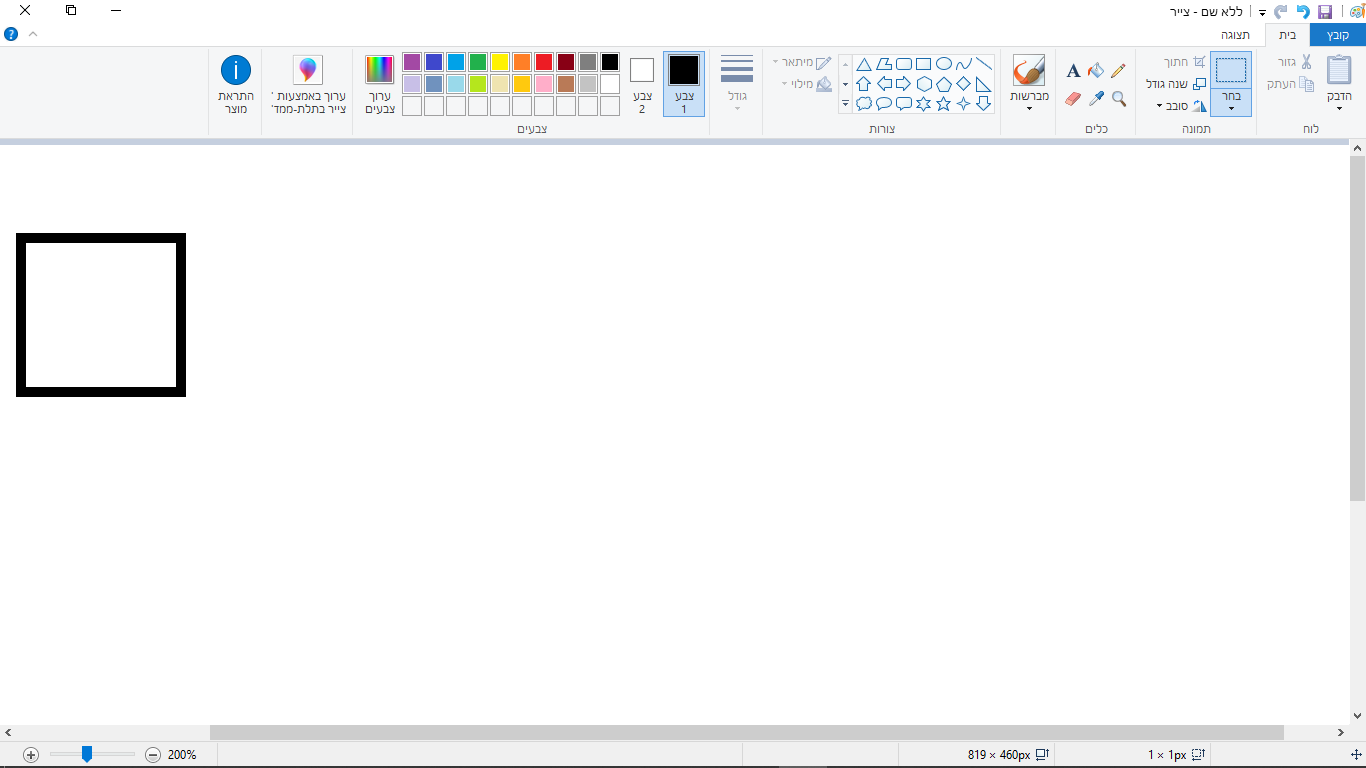 ללא שם - צייר
קובץ
בית
תצוגה
הדבק
גזור
העתק
לוח
בחר
חתוך
שנה גודל
סובב
תמונה
A
כלים
מברשות
צורות
מיתאר
מילוי
גודל
צבע
1
צבע
2
צבעים
ערוך
צבעים
ערוך באמצעות '
צייר בתלת-ממד'
התראת
מוצר
1 × 1px
819 × 460px
200%